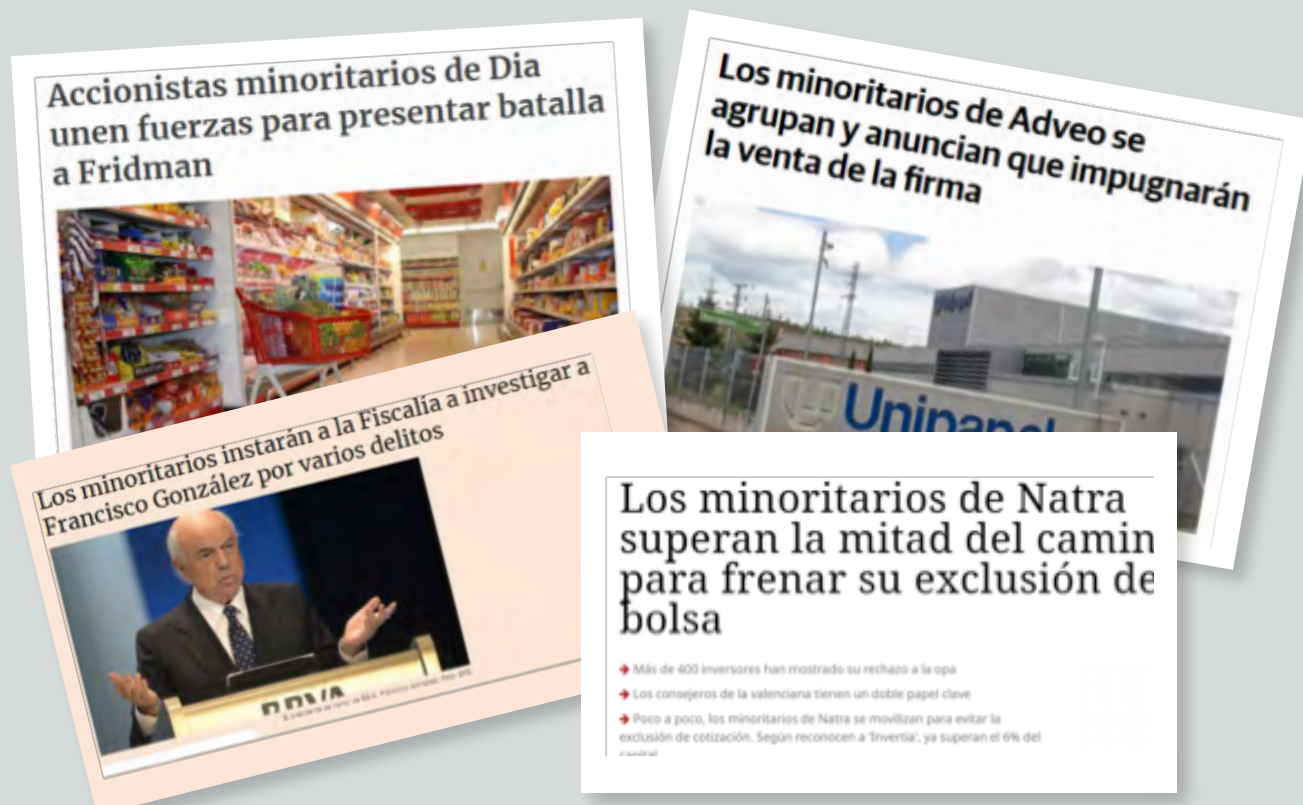 Accionistas minoritarios de Dia
unen fuerzas para presentar batalla
a Fridman
Los minoritarios de Adveo se
agrupan y anuncian que impugnarán
la venta de la firma
Unipapel
Los minoritarios instarán a la Fiscalía a investigar a
Francisco González por varios delitos
BBVA
Los minoritarios de Natra
superan la mitad del camin
para frenar su exclusión de
bolsa
Más de 400 inversores han mostrado su rechazo a la opa
Los consejeros de la valenciana tienen un doble papel clave
Poco a poco, los minoritarios de Natra se movilizan para evitar la
exclusión de cotización. Según reconocen a 'Invertia', ya superan el 6% del
capital